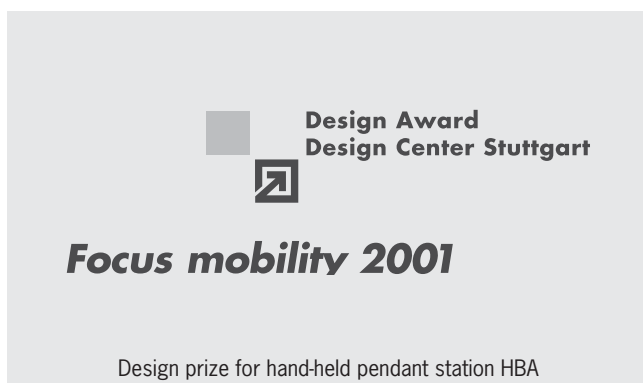 Design Award
Design Center Stuttgart
Focus mobility 2001
Design prize for hand-held pendant station HBA